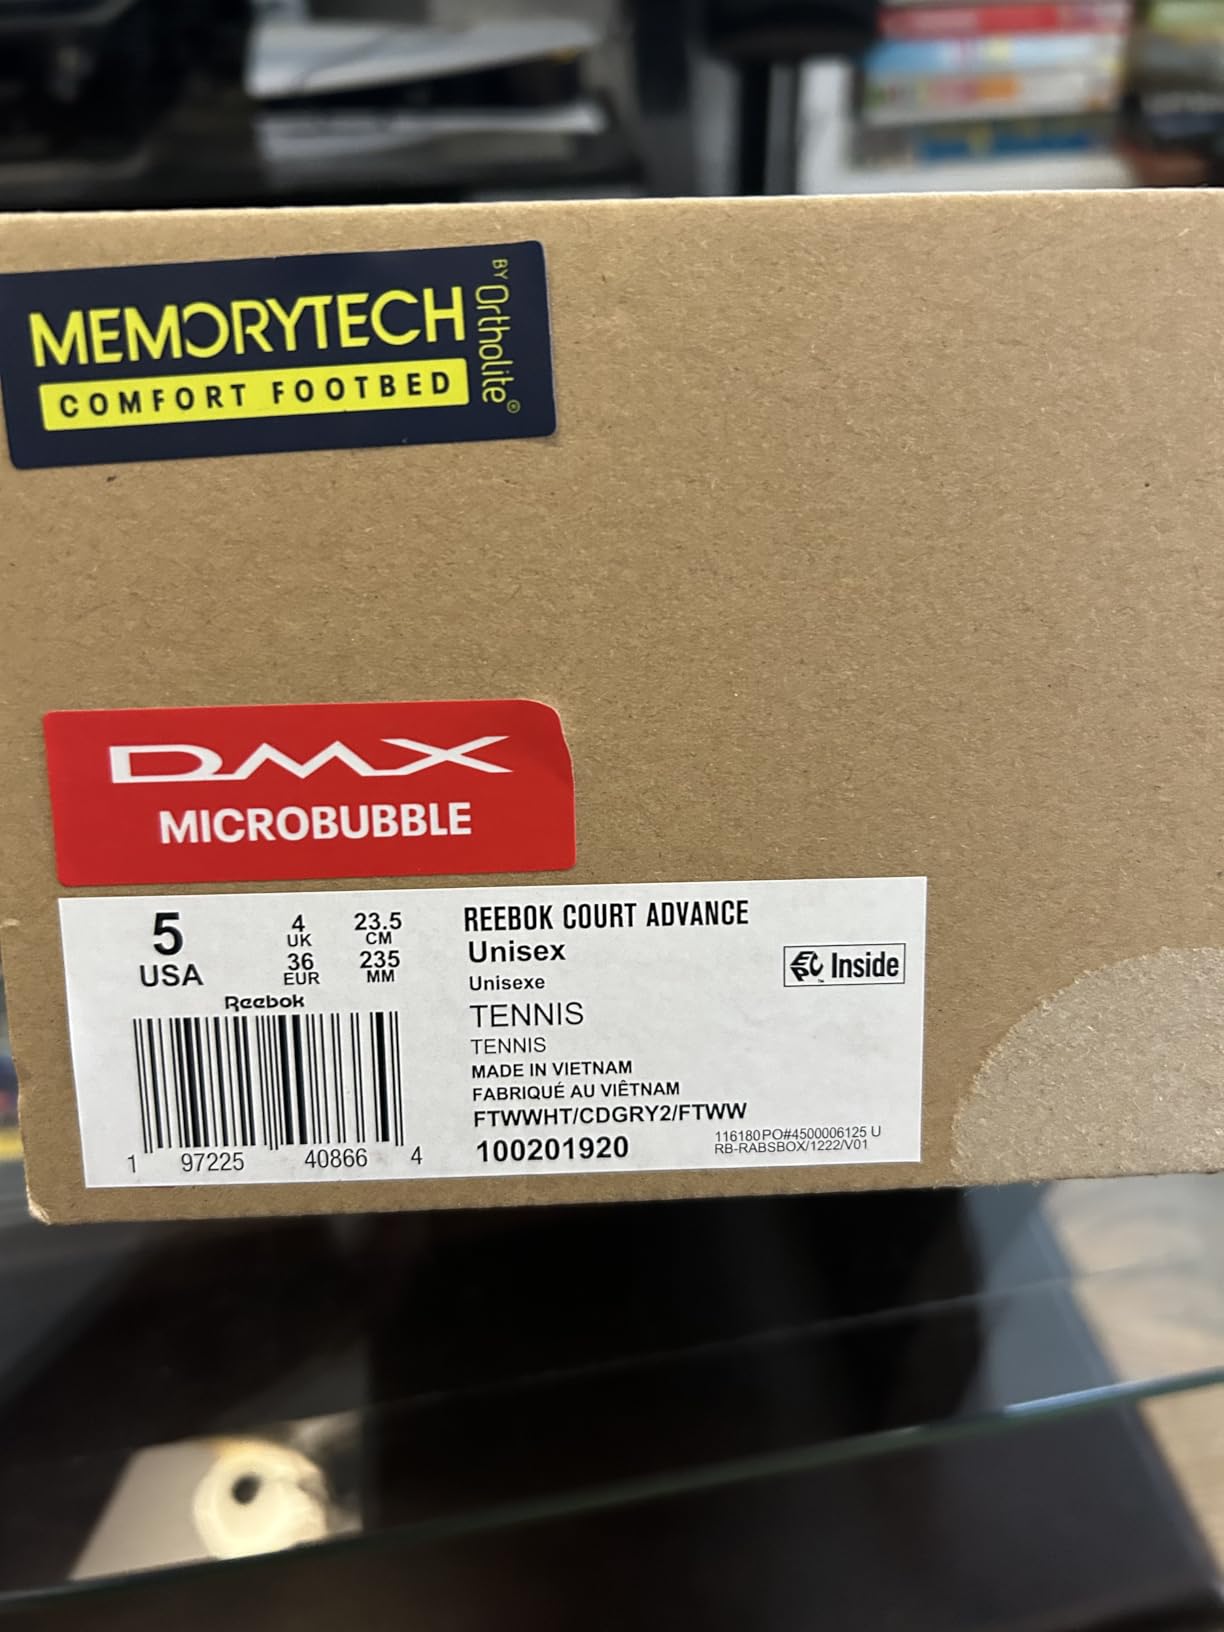 MEMORYTECH
COMFORT FOOTBED
BY Ortholite®
DMX
MICROBUBBLE
5
USA
4
UK
36
EUR
23.5
CM
235
MM
Reebok
1 97225 40866 4
REEBOK COURT ADVANCE
Unisex
Unisexe
TENNIS
TENNIS
MADE IN VIETNAM
FABRIQUÉ AU VIÊTNAM
FTWWHT/CDGRY2/FTWW
100201920
Inside
116180PO#4500006125 U
RB-RABSBOX/1222/V01